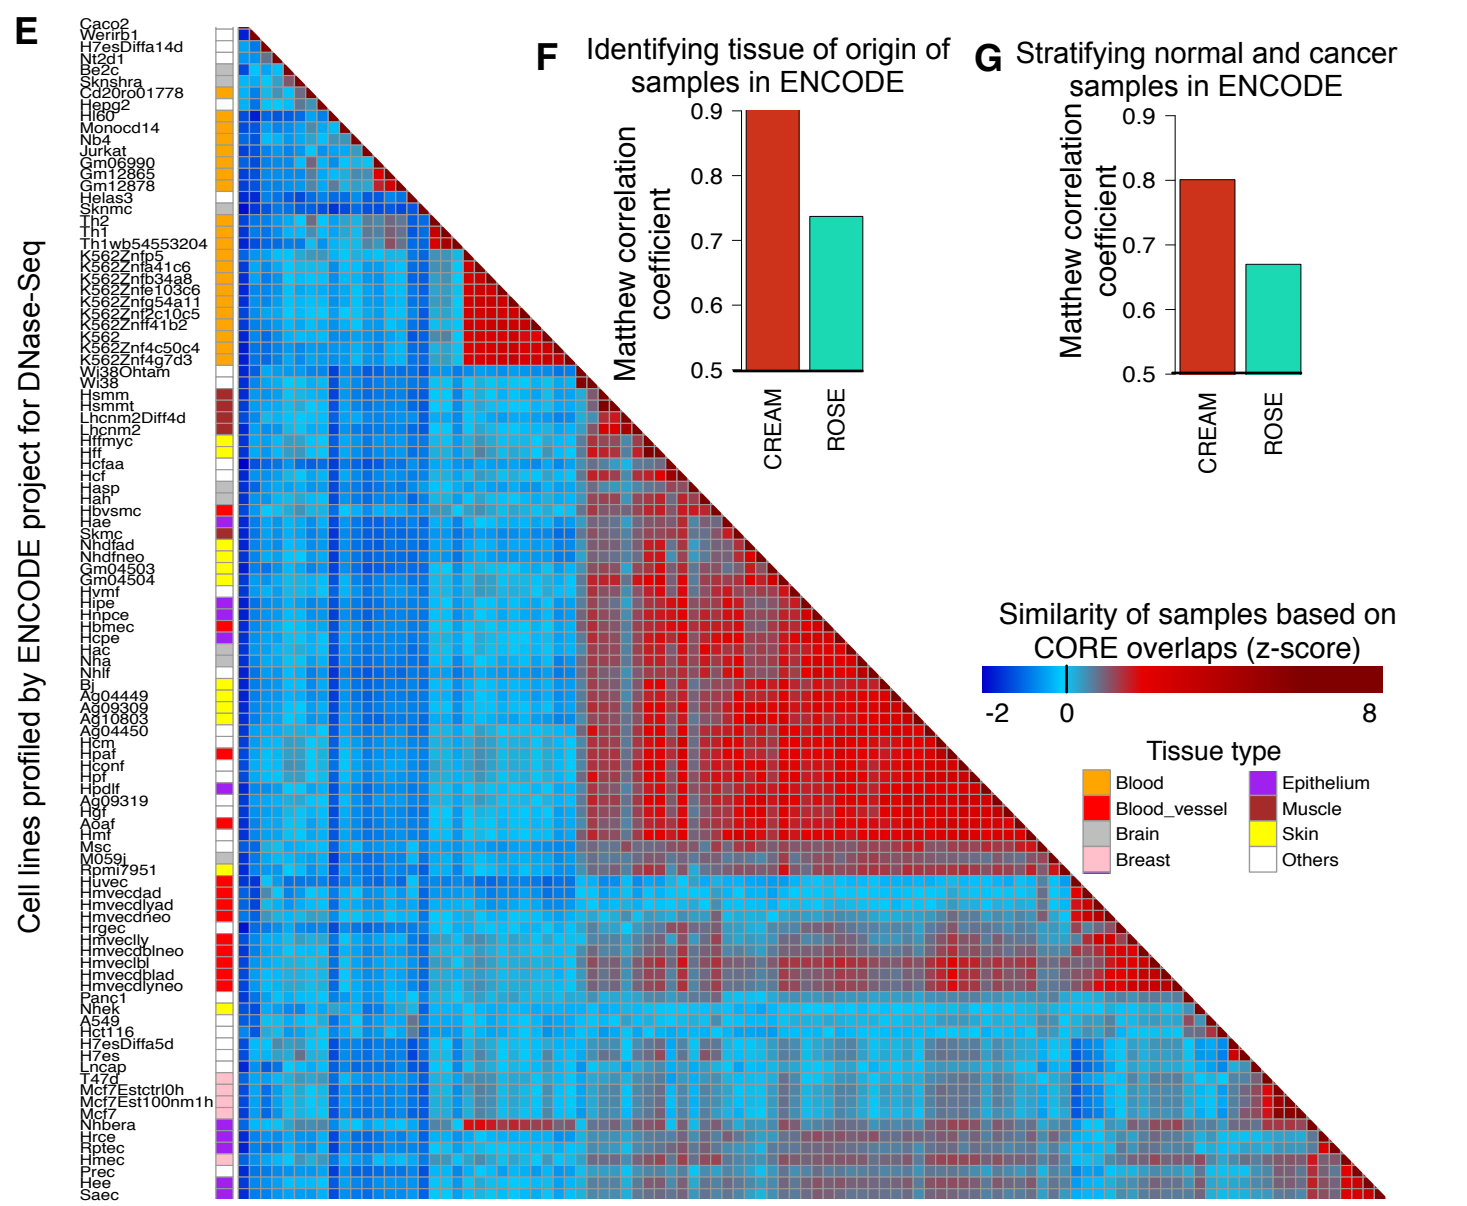 E
Cell lines profiled by ENCODE project for DNase-Seq
Caco2
Werirb1
H7esDiffa14d
Nt2d1
Be2c
Sknshra
Cd20ro01778
Hepg2
Hl60
Monocd14
Nb4
Jurkat
Gm06990
Gm12865
Gm12878
Helas3
Sknmc
Th2
Th1
Th1wb54553204
K562Znfp5
K562Znfa41c6
K562Znfb34a8
K562Znfe103c6
K562Znfg54a11
K562Znf2c10c5
K562Znff41b2
K562
K562Znf4c50c4
K562Znf4g7d3
Wi38Ohtam
Wi38
Hsmm
Hsmmt
Lhcnm2Diff4d
Lhcnm2
Hffmyc
Hff
Hcfaa
Hcf
Hasp
Hah
Hbvsmc
Hae
Skmc
Nhdfad
Nhdfneo
Gm04503
Gm04504
Hvmf
Hipe
Hnpce
Hbmec
Hcpe
Hac
Nha
Nhlf
Bj
Ag04449
Ag09309
Ag10803
Ag04450
Hcm
Hpaf
Hconf
Hpf
Hpdlf
Ag09319
Hgf
Aoaf
Hmf
Msc
M059j
Rpmi7951
Huvec
Hmvecdad
Hmvecdlyad
Hmvecdneo
Hrgec
Hmveclly
Hmvecdblneo
Hmveclbl
Hmvecdblad
Hmvecdlyneo
Panc1
Nhek
A549
Hct116
H7esDiffa5d
H7es
Lncap
T47d
Mcf7Estctrl0h
Mcf7Est100nm1h
Mcf7
Nhbera
Hrce
Rptec
Hmec
Prec
Hee
Saec
F
Identifying tissue of origin of
samples in ENCODE
Matthew correlation
coefficient
0.9
0.8
0.7
0.6
0.5
CREAM
ROSE
G
Stratifying normal and cancer
samples in ENCODE
Matthew correlation
coefficient
0.9
0.8
0.7
0.6
0.5
CREAM
ROSE
Similarity of samples based on
CORE overlaps (z-score)
-2 0 8
Tissue type
Blood
Blood_vessel
Brain
Breast
Epithelium
Muscle
Skin
Others